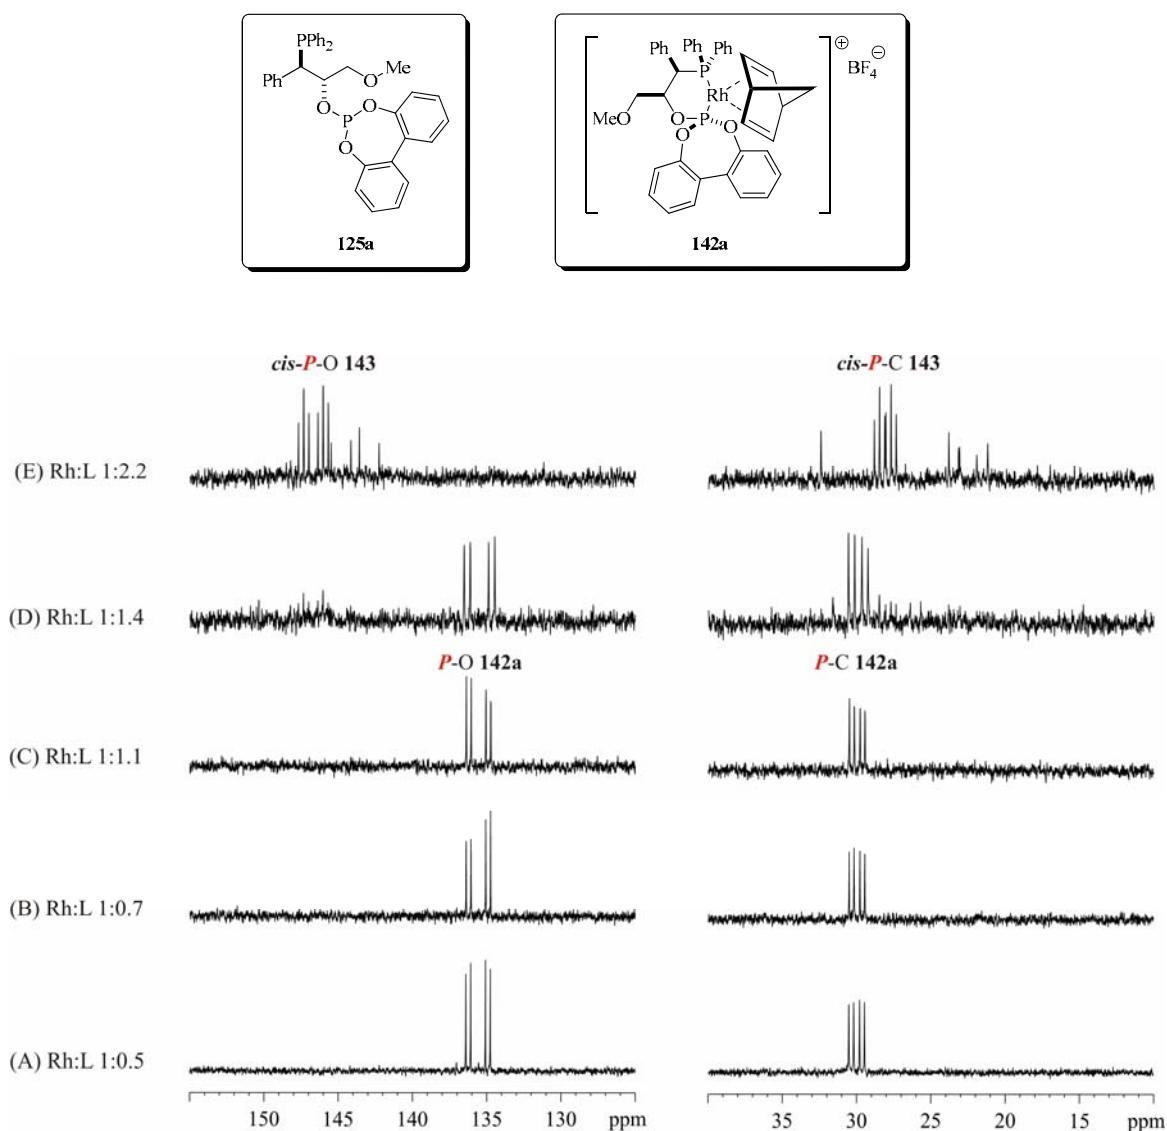 PPh2
Ph
O
Me
O
P
O
O
125a
Ph
Ph
Ph
P
Rh
MeO
O
P
O
O
⊕
BF4
⊖
142a
cis-P-O 143
cis-P-C 143
(E) Rh:L 1:2.2
(D) Rh:L 1:1.4
P-O 142a
P-C 142a
(C) Rh:L 1:1.1
(B) Rh:L 1:0.7
(A) Rh:L 1:0.5
150 145 140 135 130 ppm
35 30 25 20 15 ppm